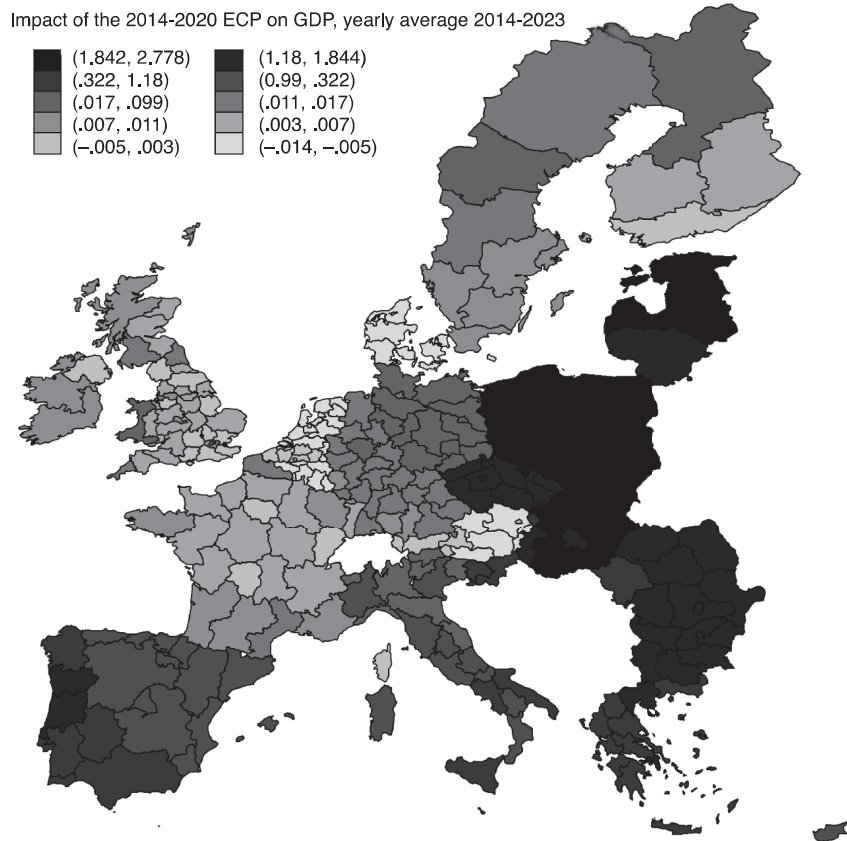 Impact of the 2014-2020 ECP on GDP, yearly average 2014-2023
(1.842, 2.778) (1.18, 1.844)
(.322, 1.18) (0.99, .322)
(.017, .099) (.011, .017)
(.007, .011) (.003, .007)
(−.005, .003) (−.014, −.005)